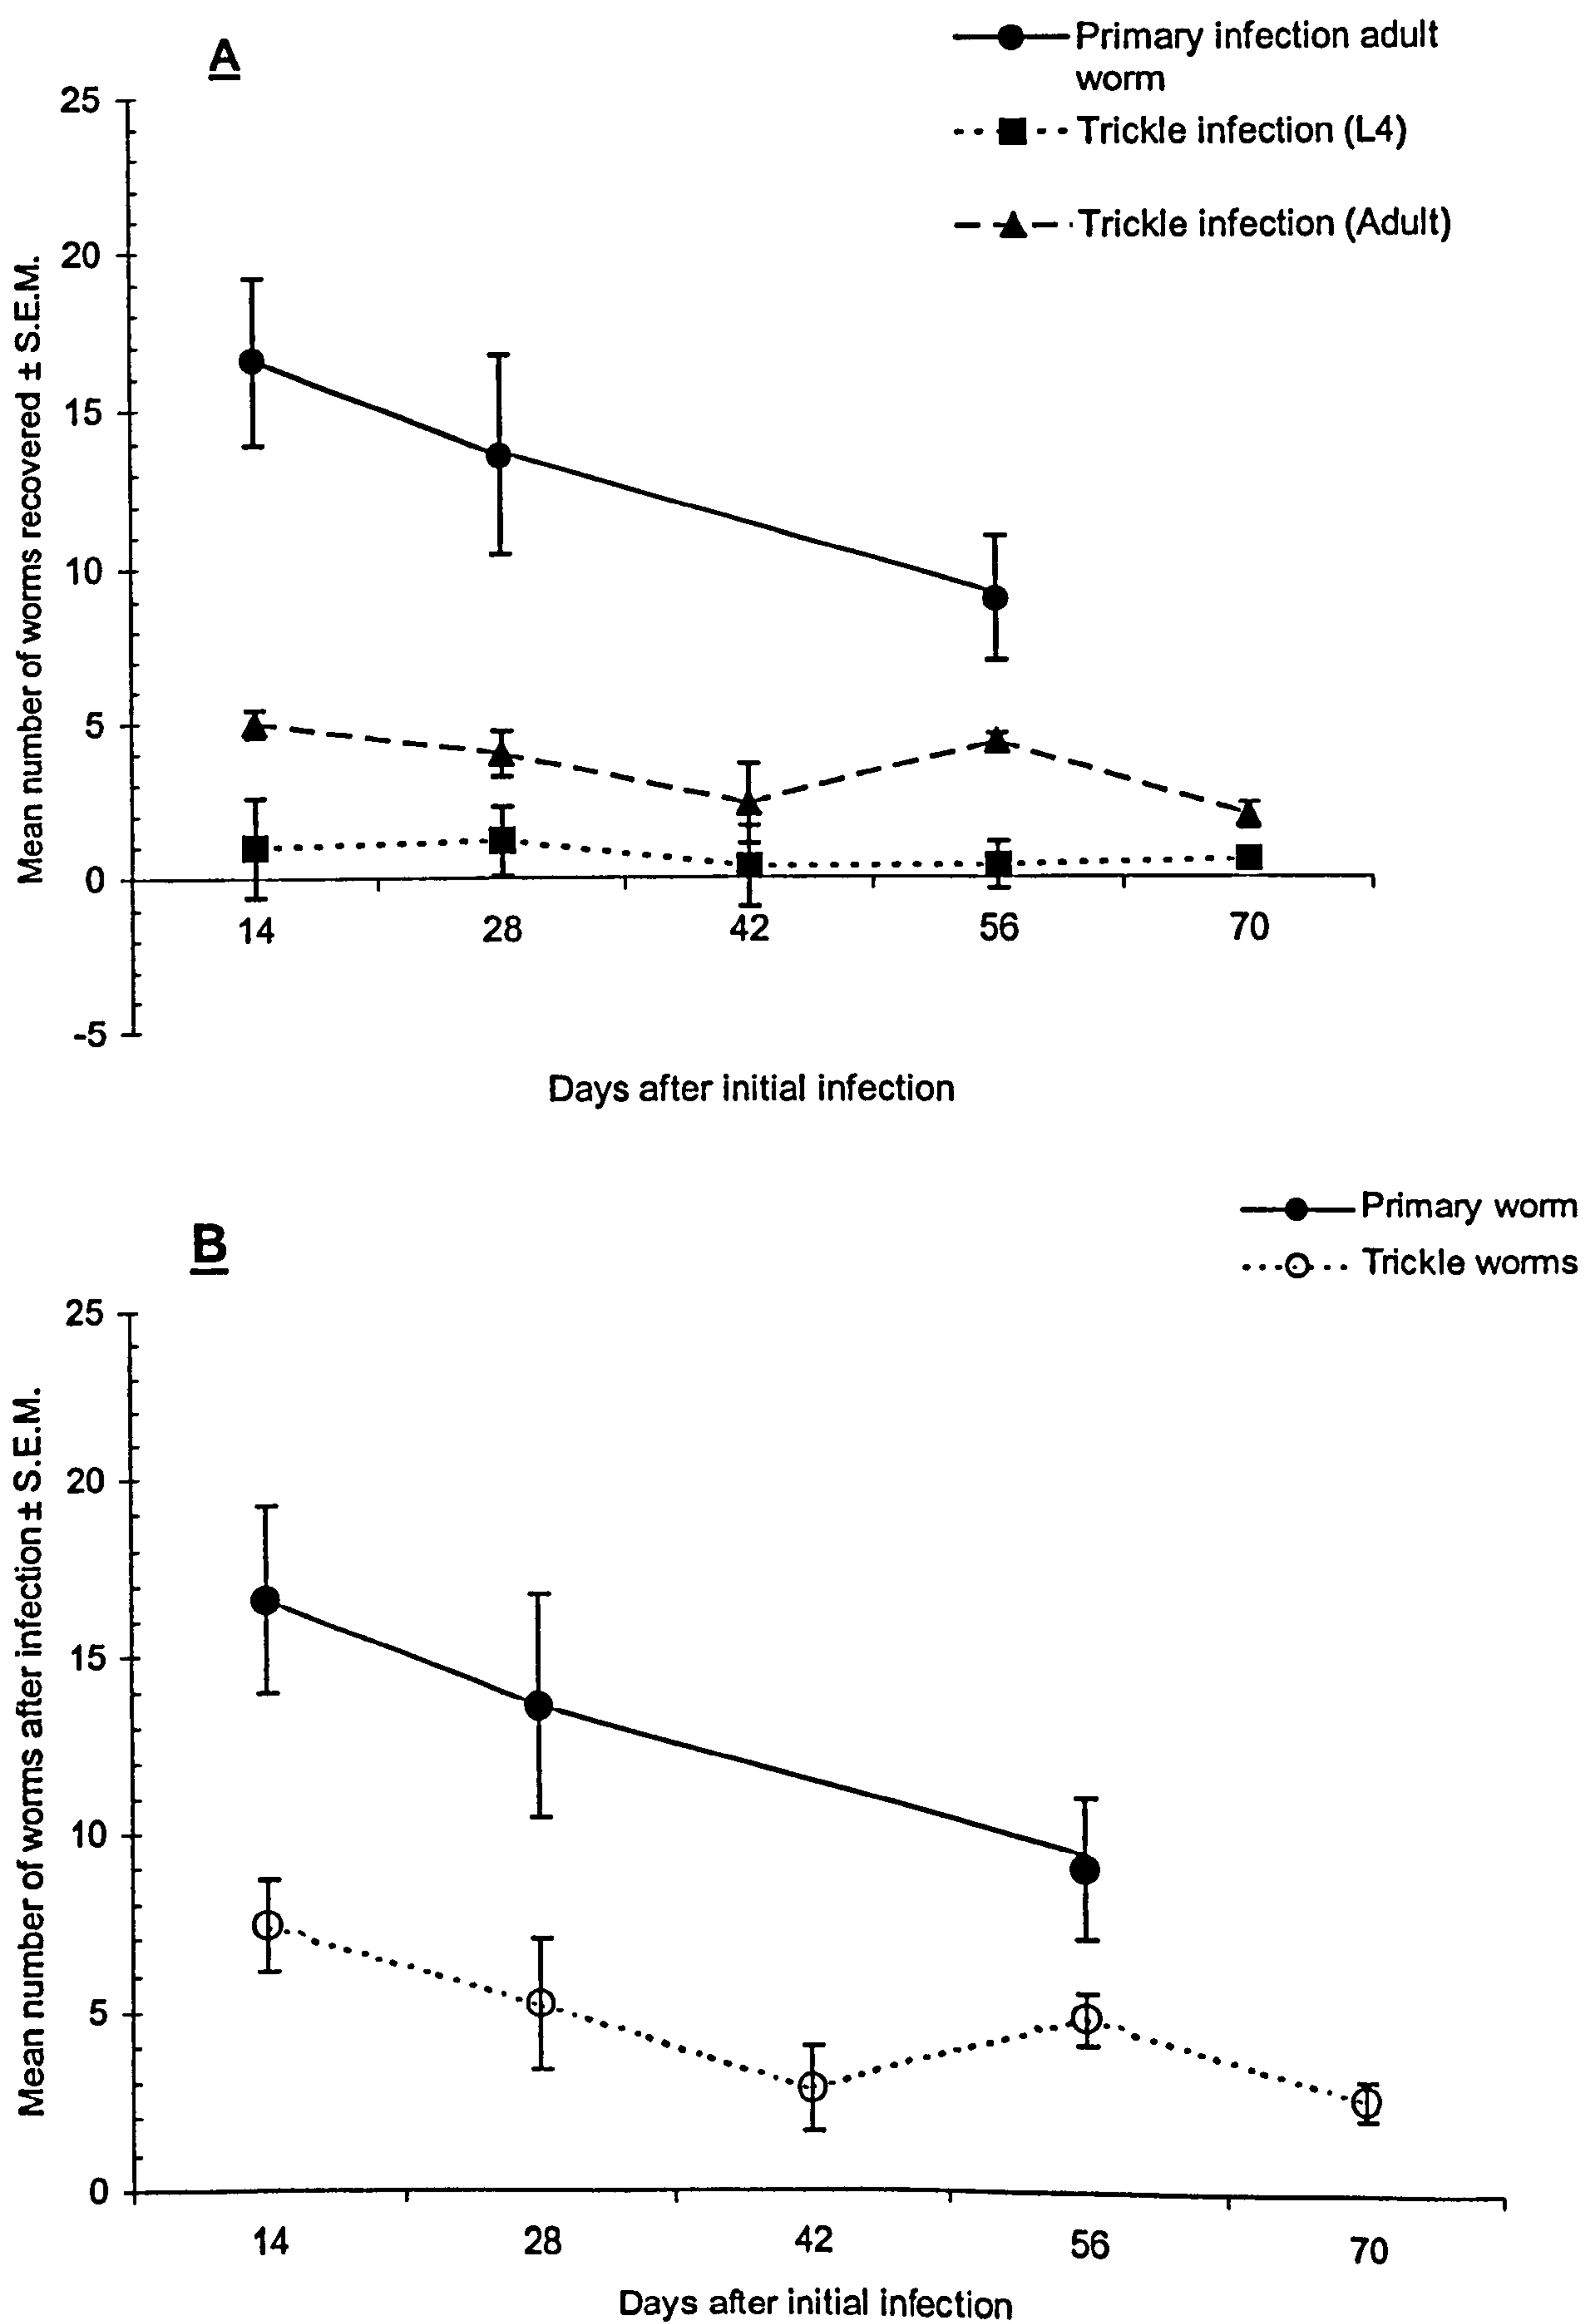 A
Primary infection adult
worm
Trickle infection (L4)
Trickle infection (Adult)
Mean number of worms recovered ± S.E.M.
25
20
15
10
5
0
-5
14 28 42 56 70
Days after initial infection
B
Primary worm
Trickle worms
Mean number of worms after infection ± S.E.M.
25
20
15
10
5
0
14 28 42 56 70
Days after initial infection